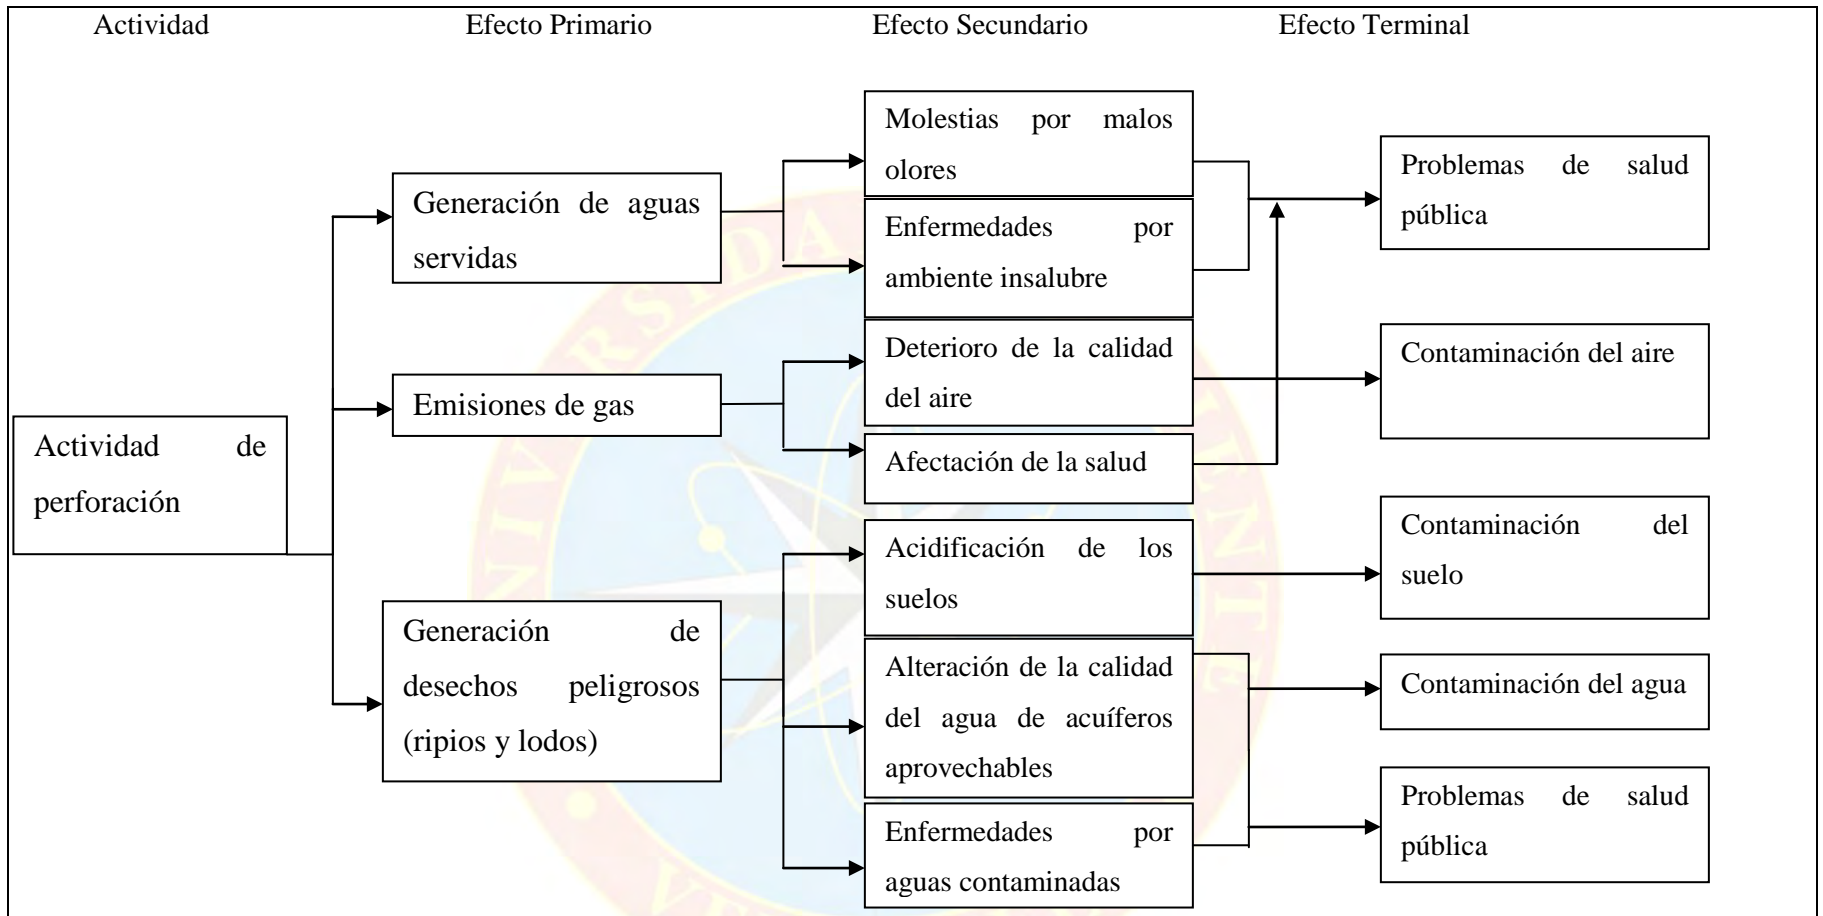 Actividad Efecto Primario Efecto Secundario Efecto Terminal
Actividad de
perforación
Generación de aguas
servidas
Emisiones de gas
Generación de
desechos peligrosos
(ripios y lodos)
Molestias por malos
olores
Enfermedades por
ambiente insalubre
Deterioro de la calidad
del aire
Afectación de la salud
Acidificación de los
suelos
Alteración de la calidad
del agua de acuíferos
aprovechables
Enfermedades por
aguas contaminadas
Problemas de salud
pública
Contaminación del aire
Contaminación del
suelo
Contaminación del agua
Problemas de salud
pública